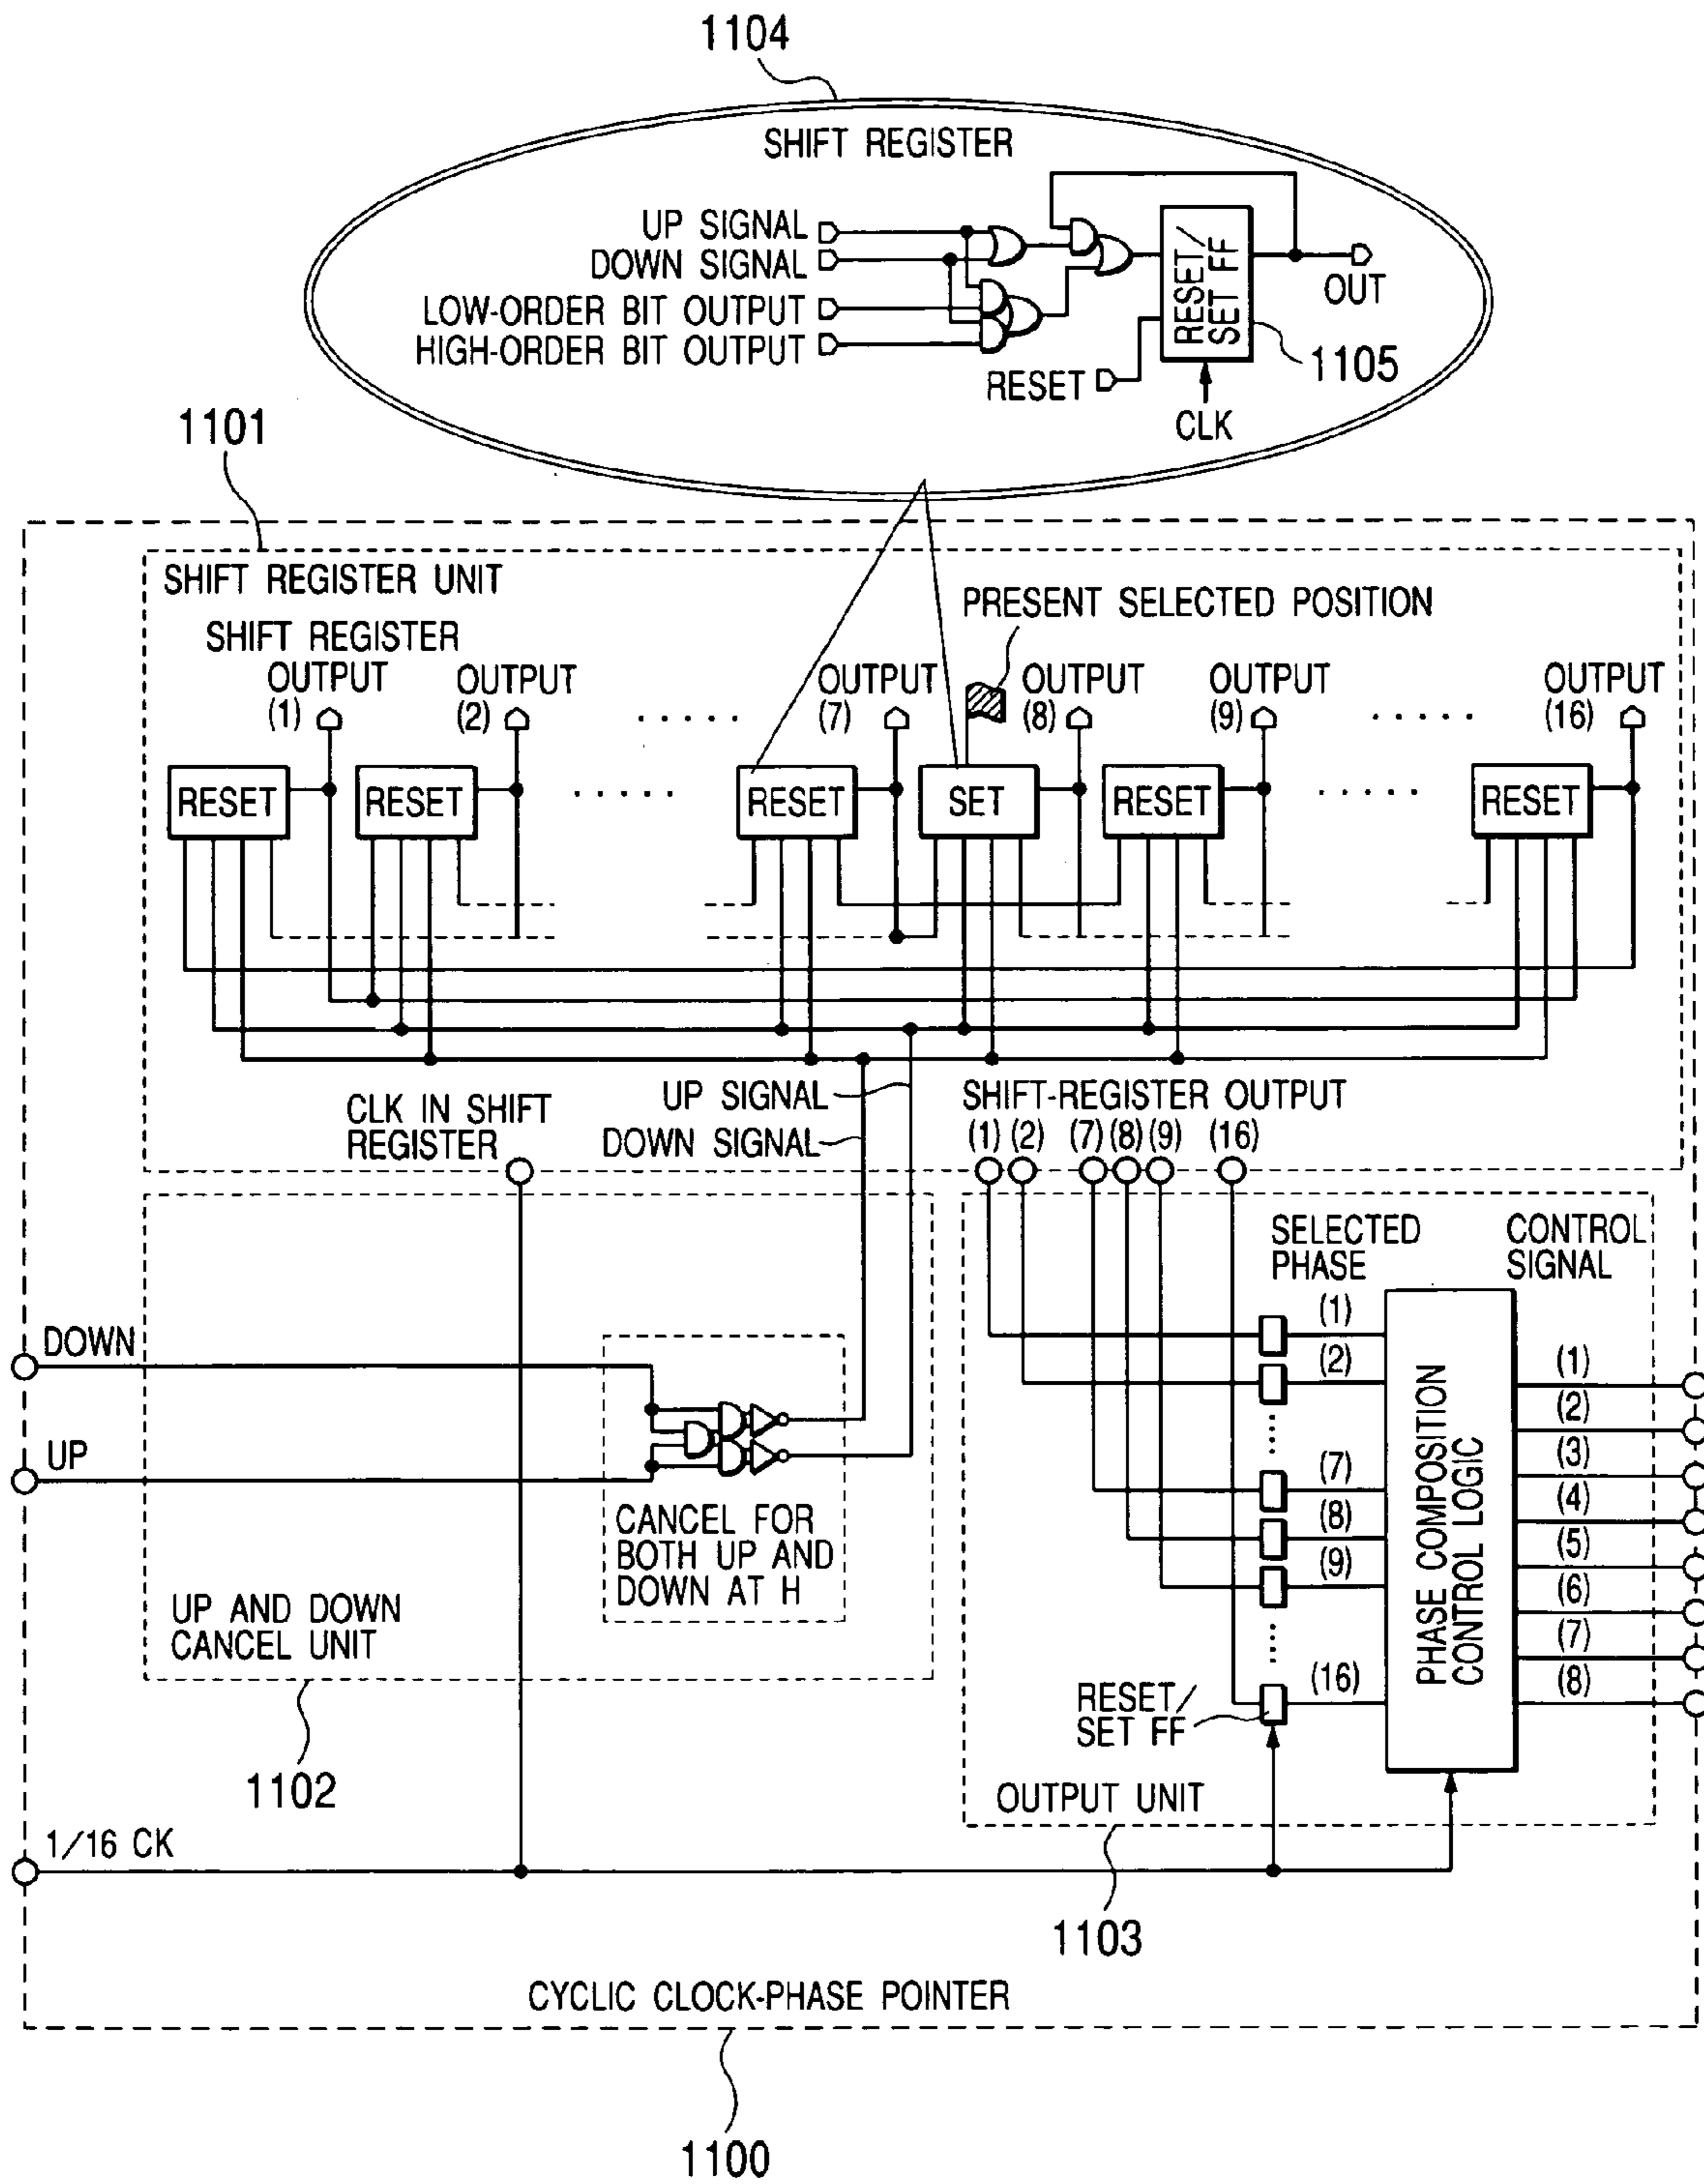 1104
SHIFT REGISTER
UP SIGNAL
DOWN SIGNAL
LOW-ORDER BIT OUTPUT
HIGH-ORDER BIT OUTPUT
RESET/
SET FF
OUT
1105
RESET
CLK
1101
SHIFT REGISTER UNIT
PRESENT SELECTED POSITION
SHIFT REGISTER
OUTPUT
(1)
OUTPUT
(2)
.....
OUTPUT
(7)
OUTPUT
(8)
OUTPUT
(9)
.....
OUTPUT
(16)
RESET
RESET
.....
RESET
SET
RESET
.....
RESET
UP SIGNAL
DOWN SIGNAL
CLK IN SHIFT
REGISTER
SHIFT-REGISTER OUTPUT
(1) (2) (7) (8) (9) (16)
SELECTED
PHASE
CONTROL
SIGNAL
(1)
(2)
(7)
(8)
(9)
(16)
PHASE COMPOSITION
CONTROL LOGIC
(1)
(2)
(3)
(4)
(5)
(6)
(7)
(8)
DOWN
UP
CANCEL FOR
BOTH UP AND
DOWN AT H
UP AND DOWN
CANCEL UNIT
RESET/
SET FF
1102
OUTPUT UNIT
1/16 CK
1103
CYCLIC CLOCK-PHASE POINTER
1100